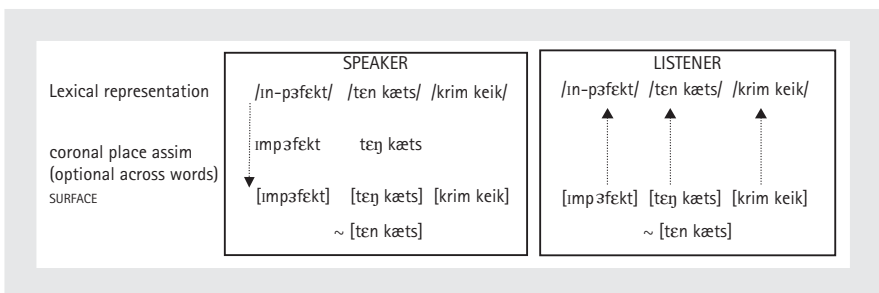 SPEAKER LISTENER
Lexical representation /ɪn-pɜfɛkt/ /tɛn kæts/ /krim keik/ /ɪn-pɜfɛkt/ /tɛn kæts/ /krim keik/
ɪmpɜfɛkt tɛŋ kæts
coronal place assim
(optional across words)
SURFACE [ɪmpɜfɛkt] [tɛŋ kæts] [krim keik] [ɪmpɜfɛkt] [tɛŋ kæts] [krim keik]
~ [tɛn kæts] ~ [tɛn kæts]